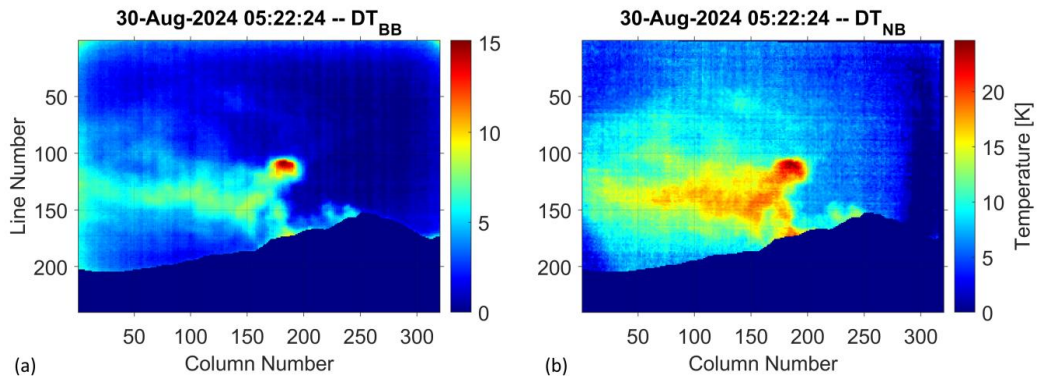 30-Aug-2024 05:22:24 -- DT_BB
Line Number
50
100
150
200
50 100 150 200 250 300
Column Number
15
10
5
0
(a)
30-Aug-2024 05:22:24 -- DT_NB
50
100
150
200
50 100 150 200 250 300
Column Number
20
15
10
5
0
Temperature [K]
(b)